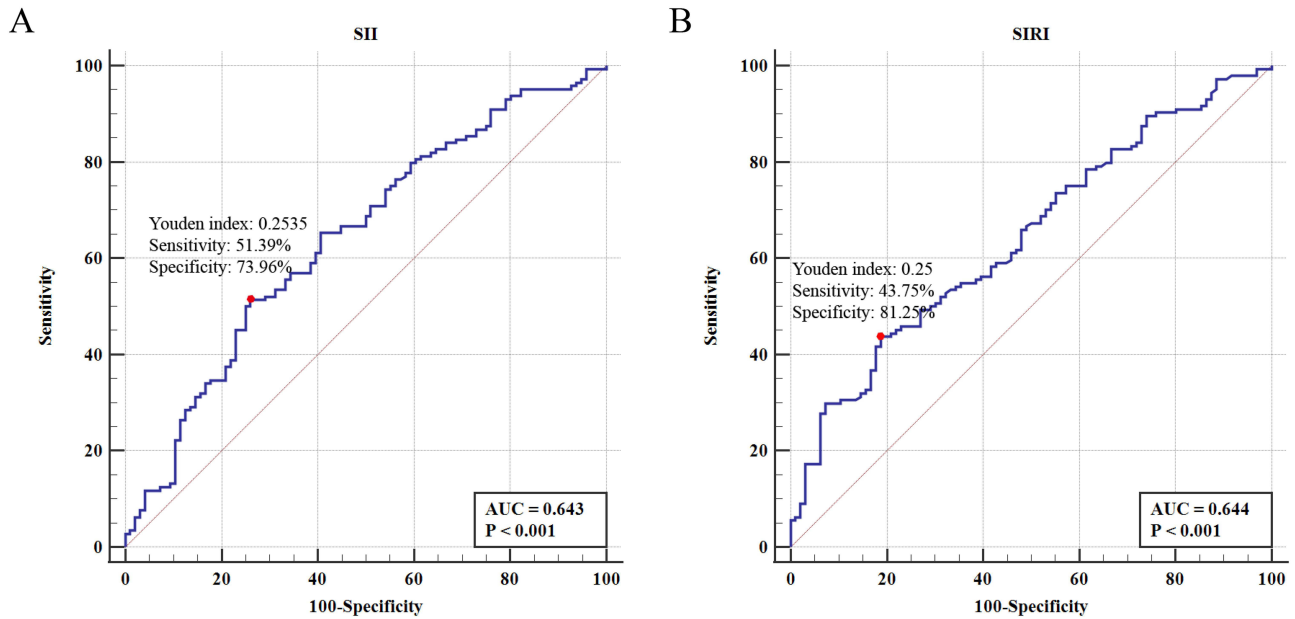 A
SII
100
80
60
40
20
0
Sensitivity
Youden index: 0.2535
Sensitivity: 51.39%
Specificity: 73.96%
AUC = 0.643
P < 0.001
0 20 40 60 80 100
100-Specificity
B
SIRI
100
80
60
40
20
0
Sensitivity
Youden index: 0.25
Sensitivity: 43.75%
Specificity: 81.25%
AUC = 0.644
P < 0.001
0 20 40 60 80 100
100-Specificity